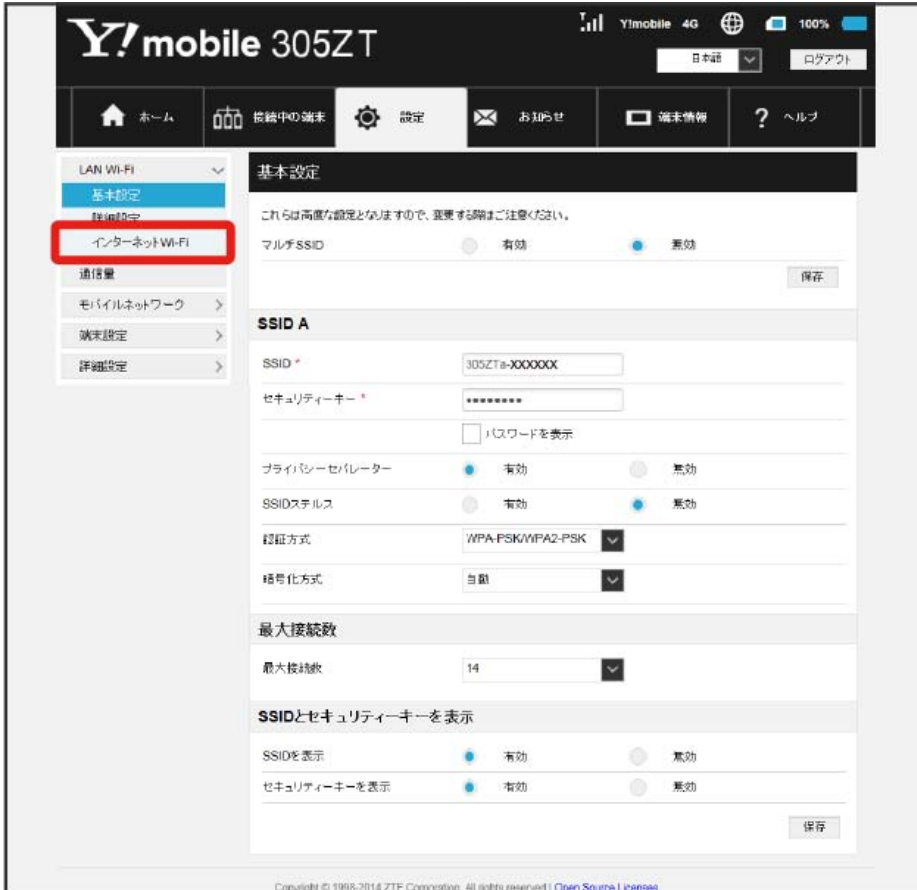 Y! mobile 305ZT
Y!mobile 4G 100%
日本語 ログアウト
ホーム 接続中の端末 設定 お知らせ 端末情報 ? ヘルプ
LAN Wi-Fi
基本設定
詳細設定
インターネットWi-Fi
通信量
モバイルネットワーク
端末設定
詳細設定
基本設定
これらは高度な設定となりますので、変更する際はご注意ください。
マルチSSID 有効 無効
保存
SSID A
SSID * 305ZTa-XXXXXX
セキュリティーキー * ••••••••
パスワードを表示
プライバシーセパレーター 有効 無効
SSIDステルス 有効 無効
認証方式 WPA-PSK/WPA2-PSK
暗号化方式 自動
最大接続数
最大接続数 14
SSIDとセキュリティーキーを表示
SSIDを表示 有効 無効
セキュリティーキーを表示 有効 無効
保存
Copyright © 1998-2014 ZTE Corporation. All rights reserved | Open Source Licenses